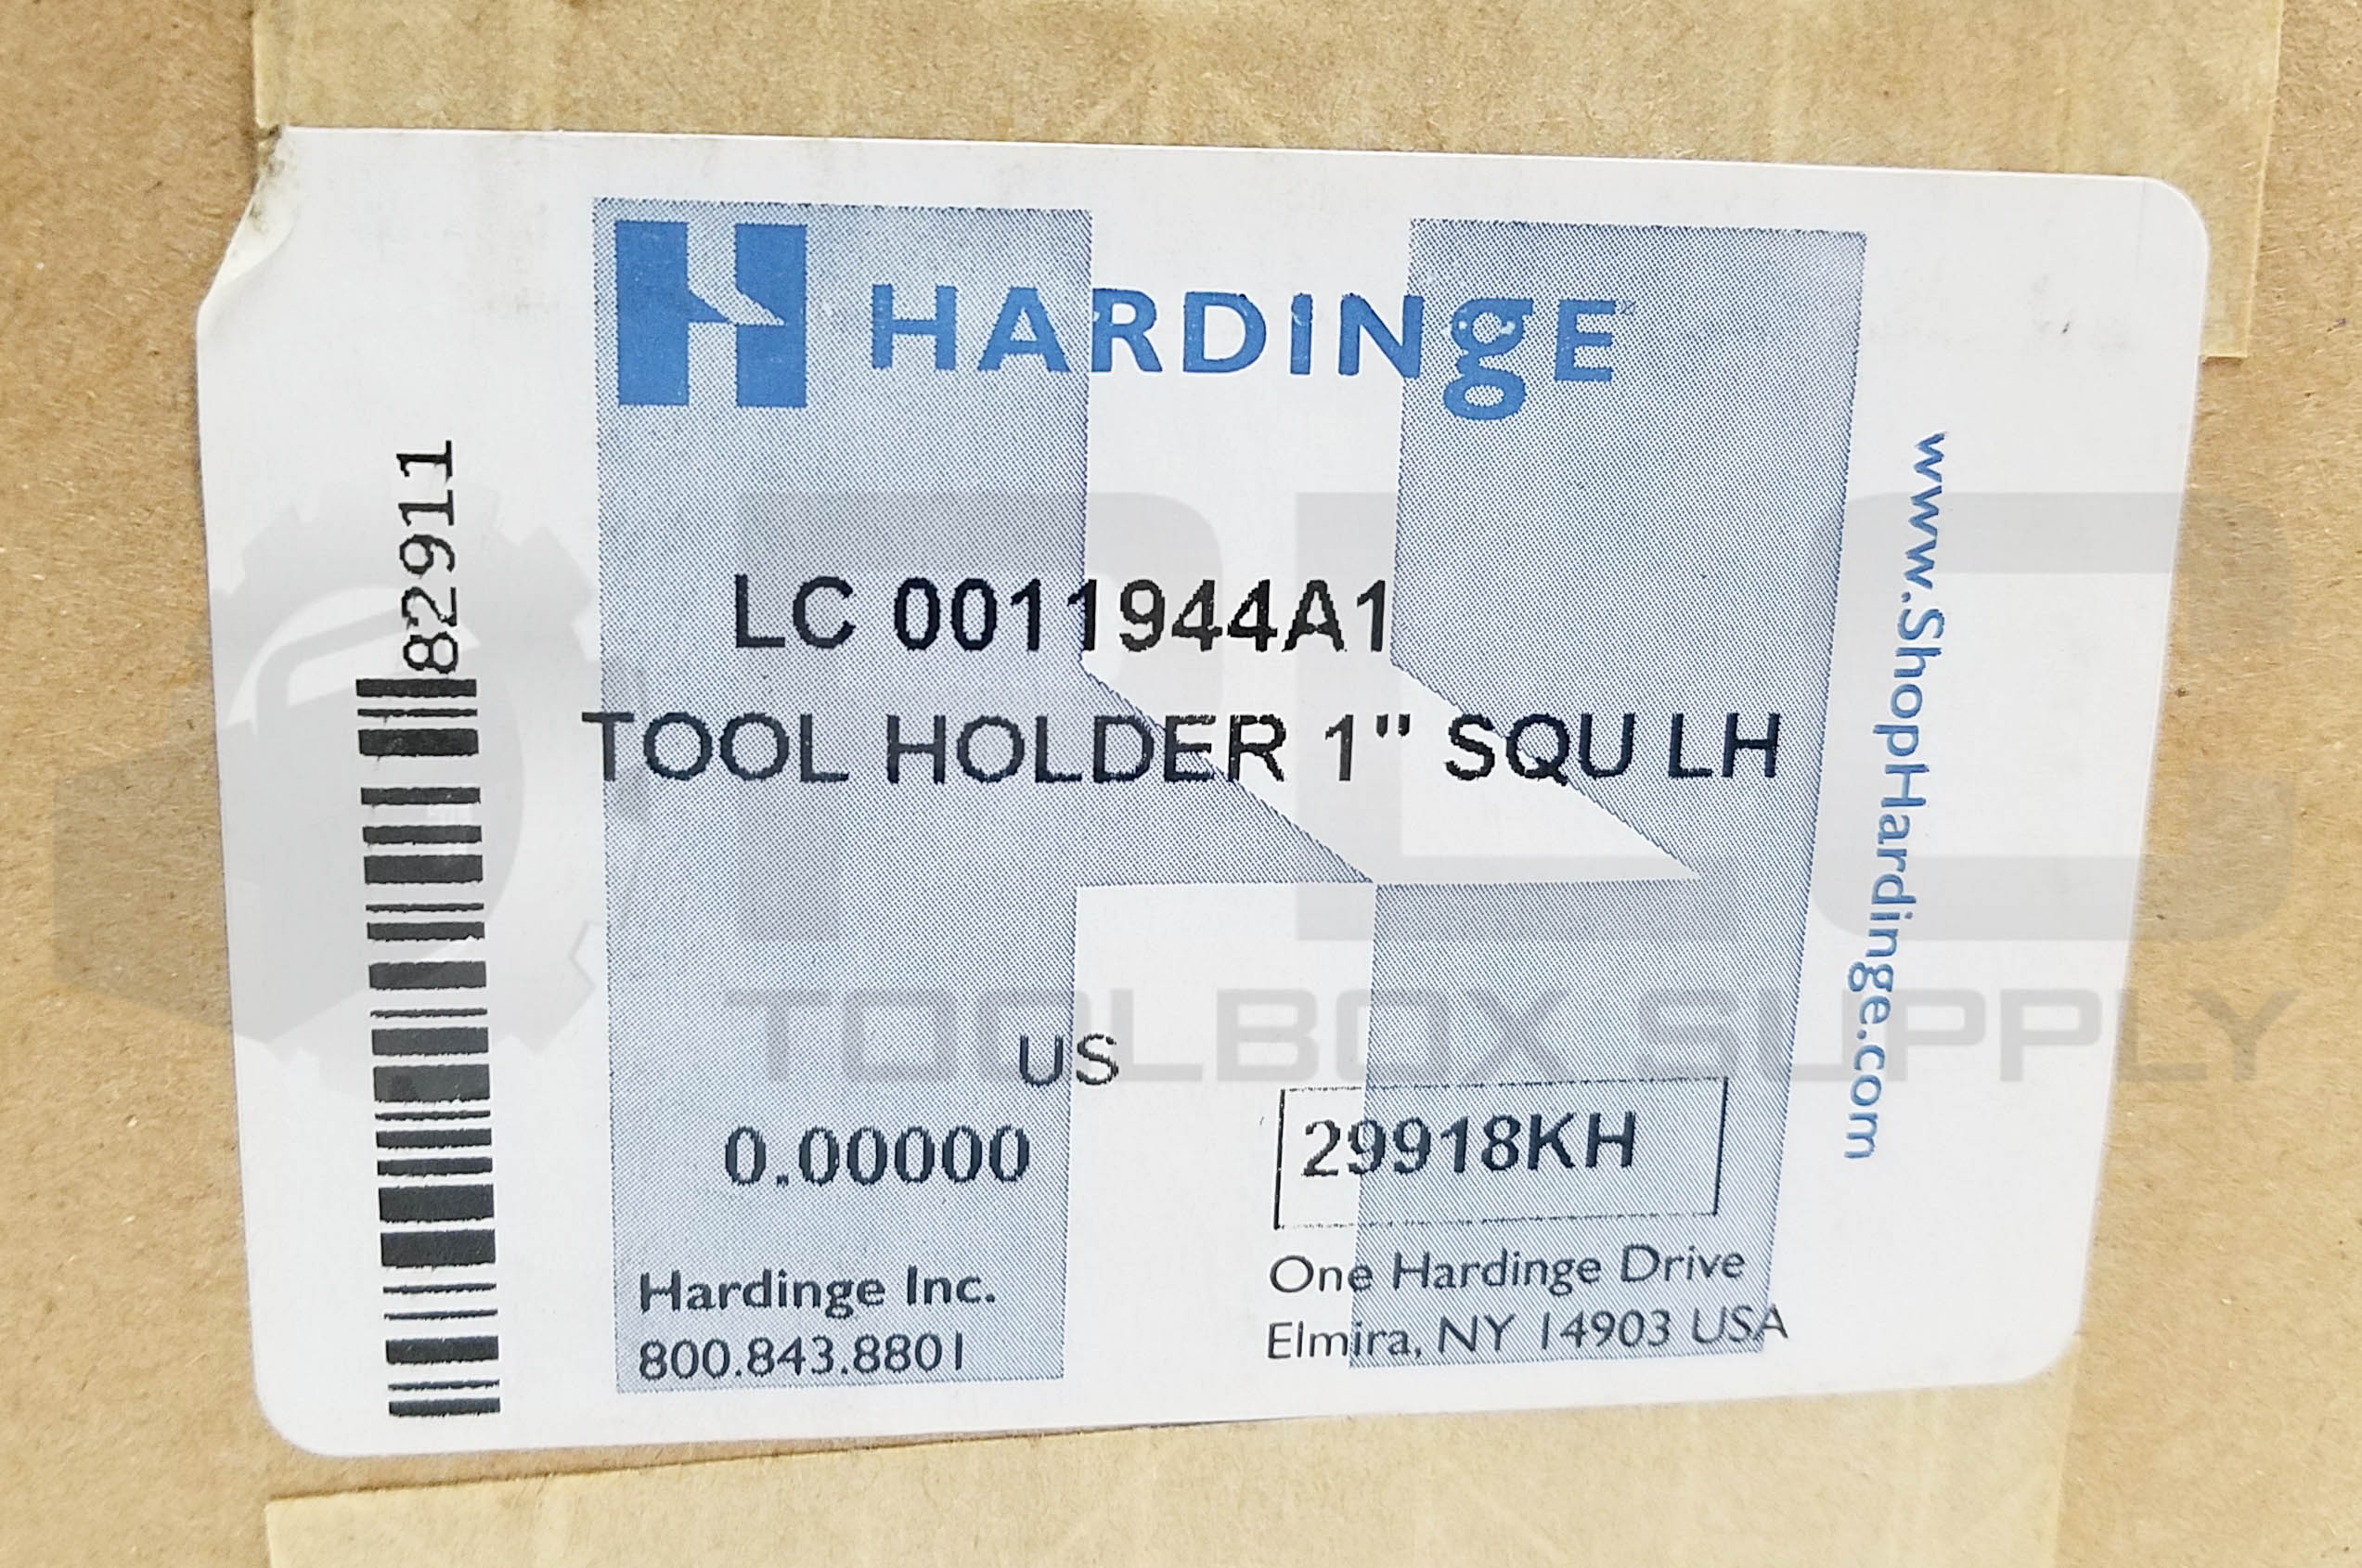 HARDINgE
82911
LC 0011944A1
TOOL HOLDER 1" SQU LH
www.ShopHardinge.com
PLC
TOOLBOX SUPPLY
US
0.00000
29918KH
Hardinge Inc.
800.843.8801
One Hardinge Drive
Elmira, NY 14903 USA